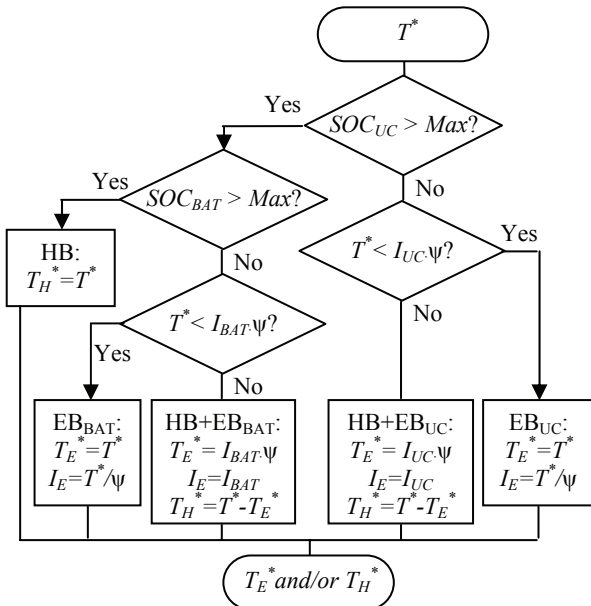 T*
Yes
SOC_UC > Max?
Yes
No
SOC_BAT > Max?
HB:
T_H*=T*
No
T*< I_UC.ψ?
Yes
T*< I_BAT.ψ?
No
Yes
No
EB_BAT:
T_E*=T*
I_E=T*/ψ
HB+EB_BAT:
T_E*= I_BAT.ψ
I_E=I_BAT
T_H*=T*-T_E*
HB+EB_UC:
T_E*= I_UC.ψ
I_E=I_UC
T_H*=T*-T_E*
EB_UC:
T_E*=T*
I_E=T*/ψ
T_E* and/or T_H*